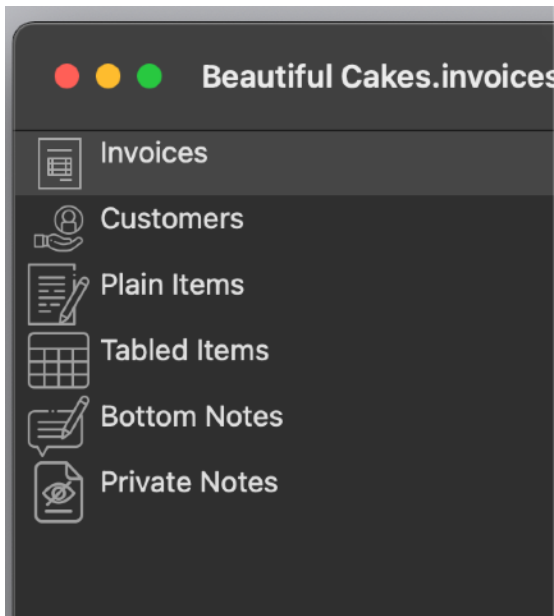 Beautiful Cakes.invoices
Invoices
Customers
Plain Items
Tabled Items
Bottom Notes
Private Notes